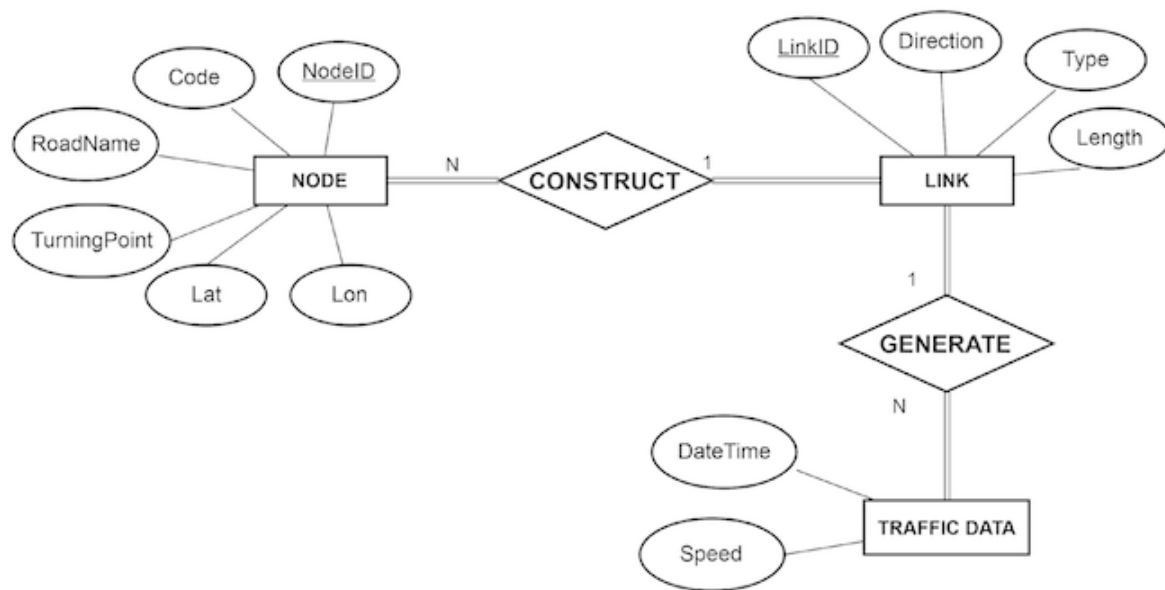 LinkID
Direction
Type
Code
NodeID
RoadName
Length
NODE
N
CONSTRUCT
1
LINK
TurningPoint
Lat
Lon
1
GENERATE
N
DateTime
TRAFFIC DATA
Speed